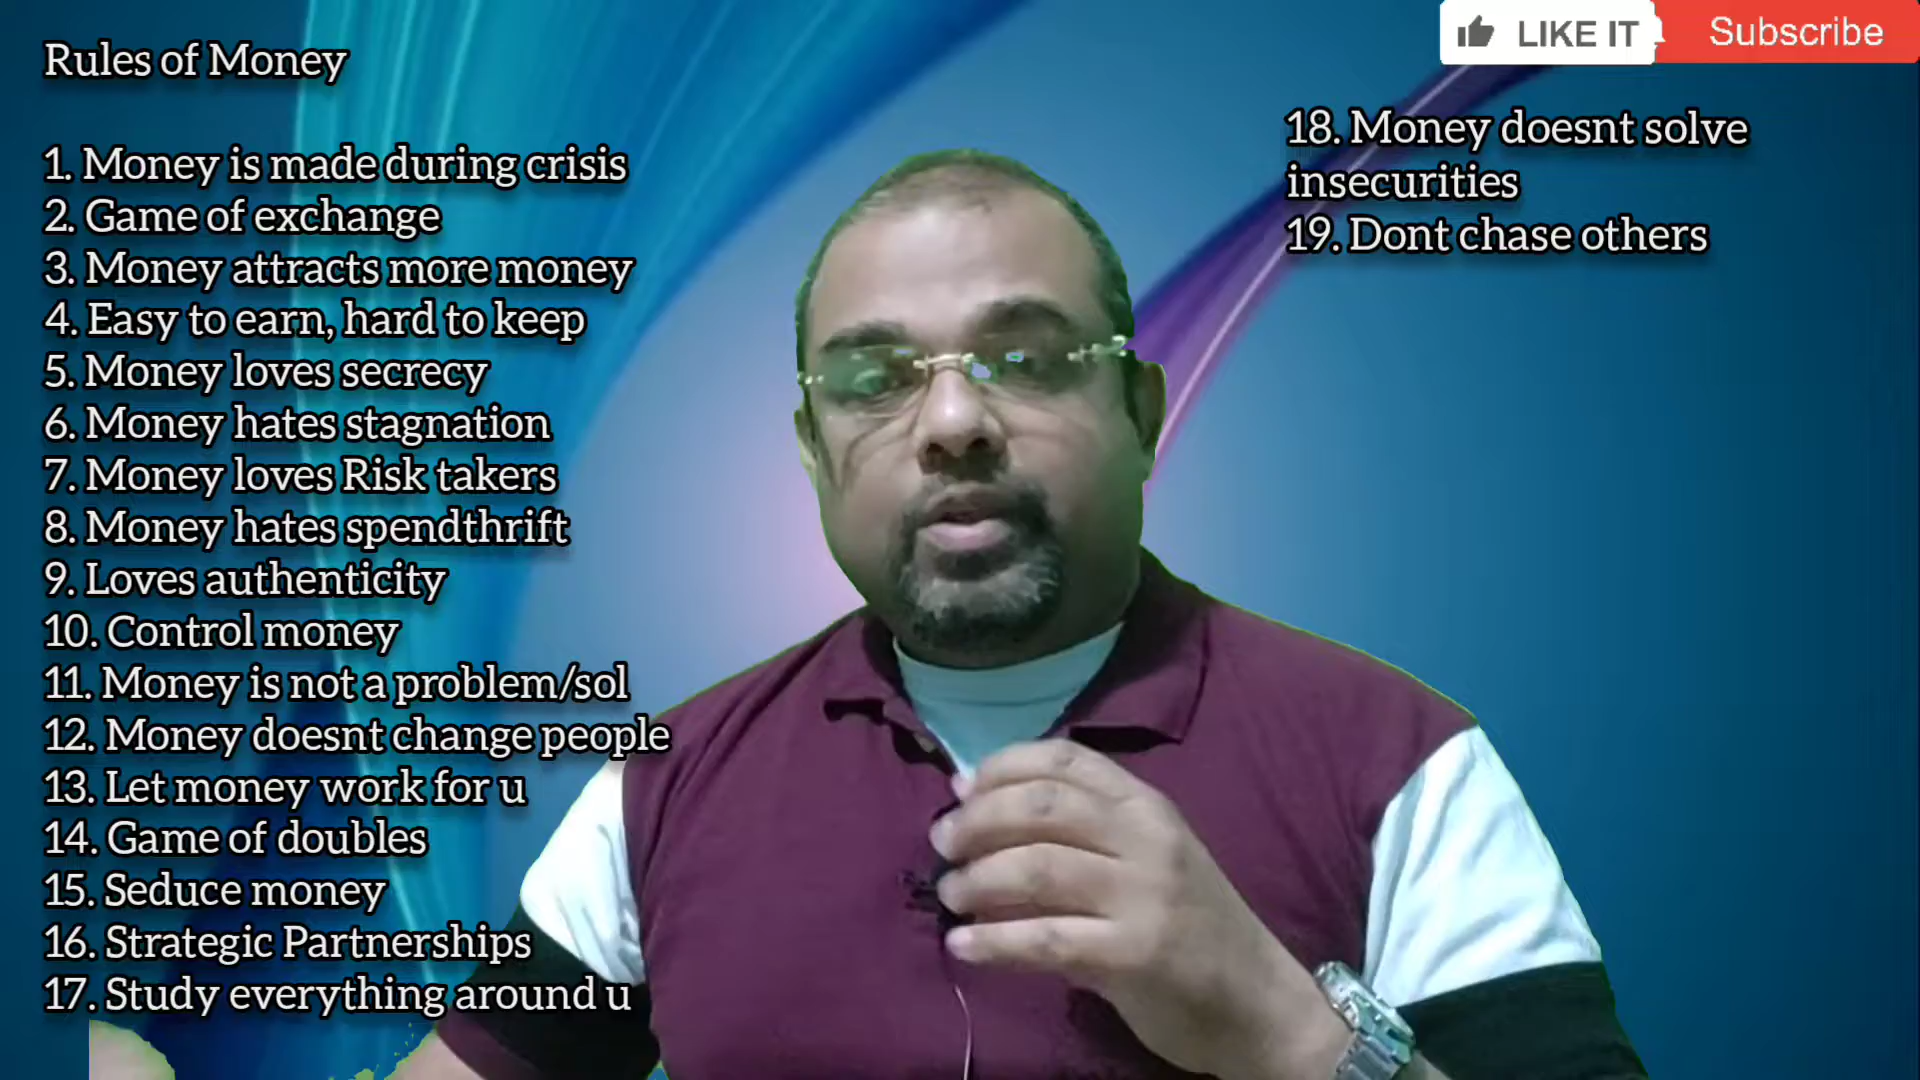 Rules of Money
1. Money is made during crisis
2. Game of exchange
3. Money attracts more money
4. Easy to earn, hard to keep
5. Money loves secrecy
6. Money hates stagnation
7. Money loves Risk takers
8. Money hates spendthrift
9. Loves authenticity
10. Control money
11. Money is not a problem/sol
12. Money doesnt change people
13. Let money work for u
14. Game of doubles
15. Seduce money
16. Strategic Partnerships
17. Study everything around u
LIKE IT
Subscribe
18. Money doesnt solve
insecurities
19. Dont chase others